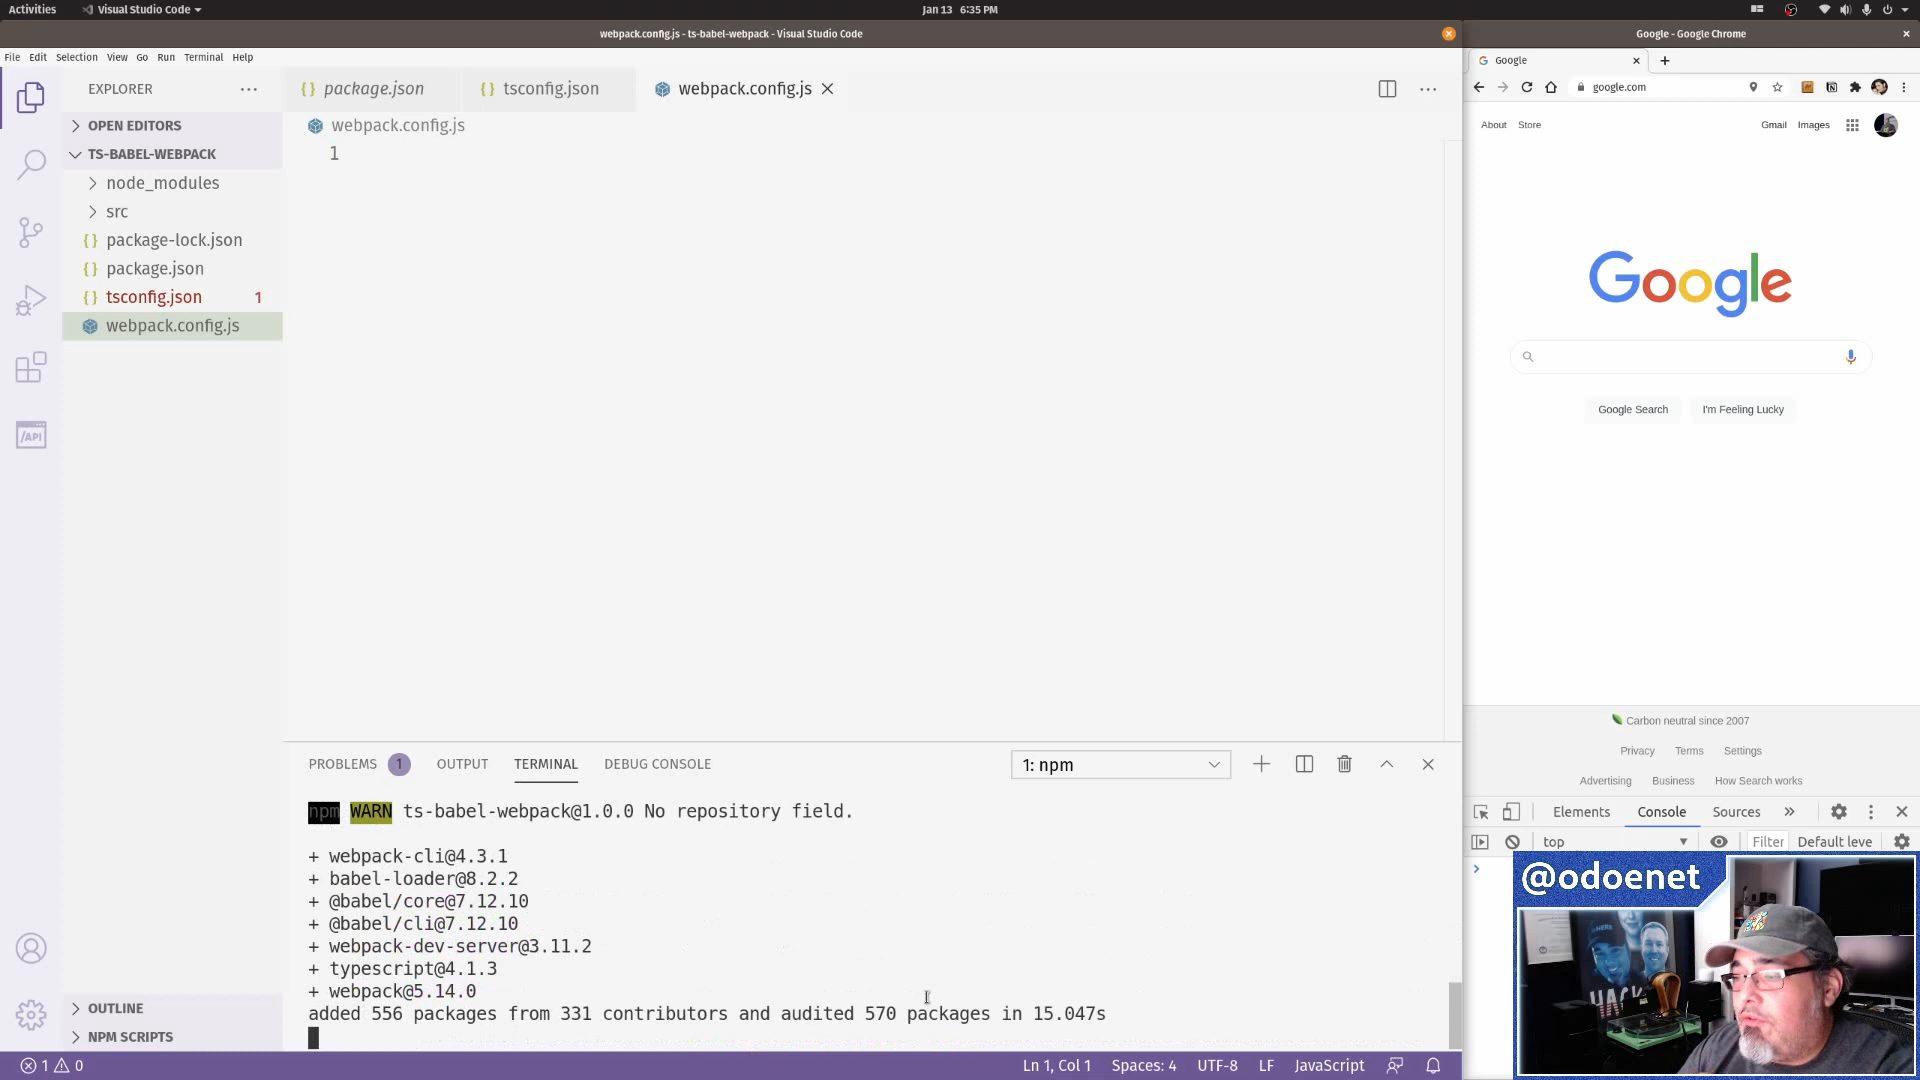 Activities
Visual Studio Code
Jan 13 6:35 PM
webpack.config.js - ts-babel-webpack - Visual Studio Code
File Edit Selection View Go Run Terminal Help
EXPLORER
OPEN EDITORS
TS-BABEL-WEBPACK
node_modules
src
{} package-lock.json
{} package.json
{} tsconfig.json 1
webpack.config.js
OUTLINE
NPM SCRIPTS
/API
{} package.json
{} tsconfig.json
webpack.config.js
webpack.config.js
1
PROBLEMS 1 OUTPUT TERMINAL DEBUG CONSOLE
1: npm
npm WARN ts-babel-webpack@1.0.0 No repository field.
+ webpack-cli@4.3.1
+ babel-loader@8.2.2
+ @babel/core@7.12.10
+ @babel/cli@7.12.10
+ webpack-dev-server@3.11.2
+ typescript@4.1.3
+ webpack@5.14.0
added 556 packages from 331 contributors and audited 570 packages in 15.047s
1 0
Ln 1, Col 1 Spaces: 4 UTF-8 LF JavaScript
Google - Google Chrome
Google
google.com
About Store
Gmail Images
Google
Google Search
I'm Feeling Lucky
Carbon neutral since 2007
Privacy Terms Settings
Advertising Business How Search works
Elements Console Sources
top
Filter
Default leve
@odoenet
HACK